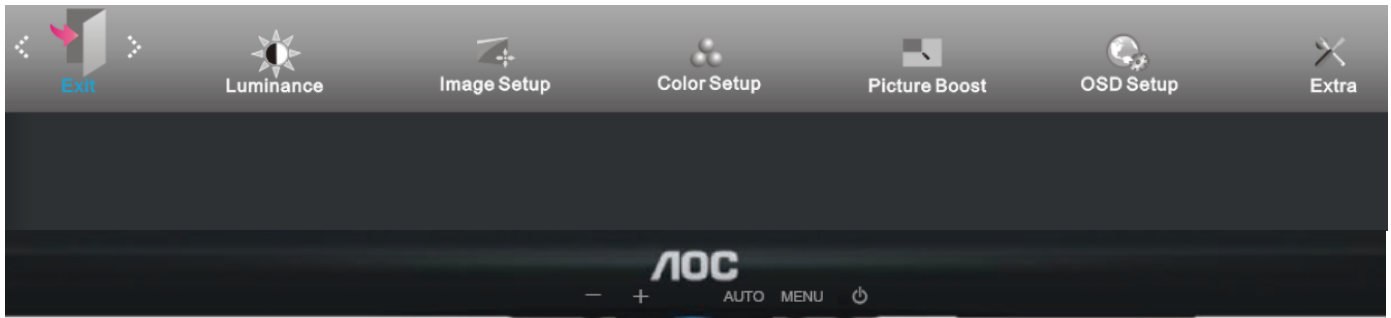 Exit Luminance Image Setup Color Setup Picture Boost OSD Setup Extra
AOC
− + AUTO MENU